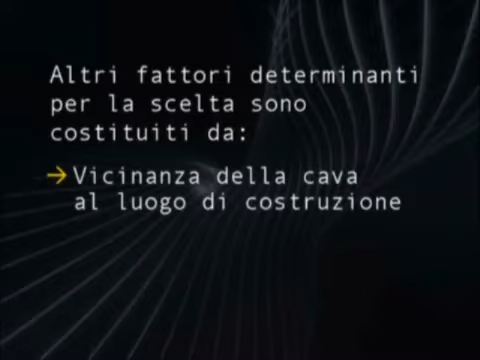 Altri fattori determinanti
per la scelta sono
costituiti da:
→ Vicinanza della cava
al luogo di costruzione